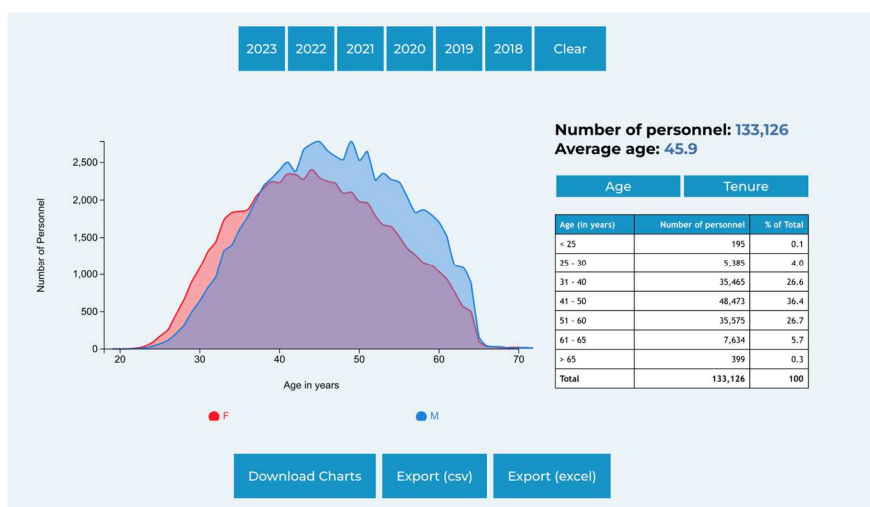 2023 2022 2021 2020 2019 2018 Clear
Number of personnel: 133,126
Average age: 45.9
Age Tenure
Age (in years) Number of personnel % of Total
< 25 195 0.1
25 - 30 5,385 4.0
31 - 40 35,465 26.6
41 - 50 48,473 36.4
51 - 60 35,575 26.7
61 - 65 7,634 5.7
> 65 399 0.3
Total 133,126 100
Number of Personnel
2,500
2,000
1,500
1,000
500
0
20 30 40 50 60 70
Age in years
F M
Download Charts Export (csv) Export (excel)